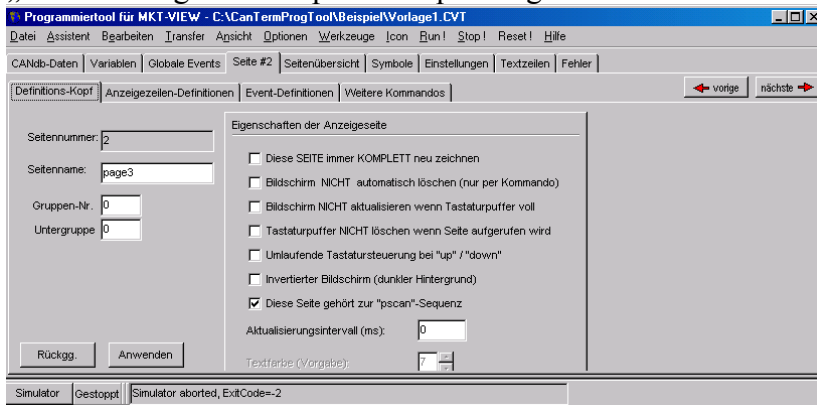 Programmiertool für MKT-VIEW - C:\CanTermProgTool\Beispiel\Vorlage1.CVT
Datei Assistent Bearbeiten Transfer Ansicht Optionen Werkzeuge Icon Run! Stop! Reset! Hilfe
CANdb-Daten Variablen Globale Events Seite #2 Seitenübersicht Symbole Einstellungen Textzeilen Fehler
Definitions-Kopf Anzeigezeilen-Definitionen Event-Definitionen Weitere Kommandos vorige nächste
Eigenschaften der Anzeigeseite
Seitennummer: 2
Seitenname: page3
Gruppen-Nr. 0
Untergruppe 0
Diese SEITE immer KOMPLETT neu zeichnen
Bildschirm NICHT automatisch löschen (nur per Kommando)
Bildschirm NICHT aktualisieren wenn Tastaturpuffer voll
Tastaturpuffer NICHT löschen wenn Seite aufgerufen wird
Umlaufende Tastatursteuerung bei "up" / "down"
Invertierter Bildschirm (dunkler Hintergrund)
Diese Seite gehört zur "pscan"-Sequenz
Aktualisierungsintervall (ms): 0
Textfarbe (Vorgabe): 7
Rückgg. Anwenden
Simulator Gestoppt Simulator aborted, ExitCode=-2